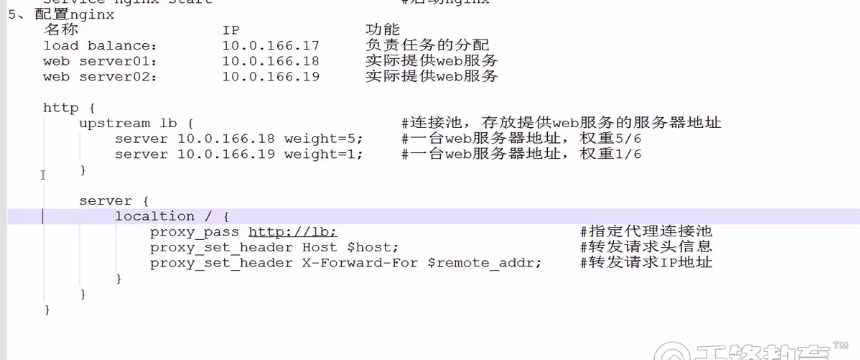 service nginx start #启动nginx
5、配置nginx
名称 IP 功能
load balance: 10.0.166.17 负责任务的分配
web server01: 10.0.166.18 实际提供web服务
web server02: 10.0.166.19 实际提供web服务
http {
upstream lb { #连接池，存放提供web服务的服务器地址
server 10.0.166.18 weight=5; #一台web服务器地址，权重5/6
server 10.0.166.19 weight=1; #一台web服务器地址，权重1/6
}
server {
localtion / {
proxy_pass http://lb; #指定代理连接池
proxy_set_header Host $host; #转发请求头信息
proxy_set_header X-Forward-For $remote_addr; #转发请求IP地址
}
}
}
千锋教育™